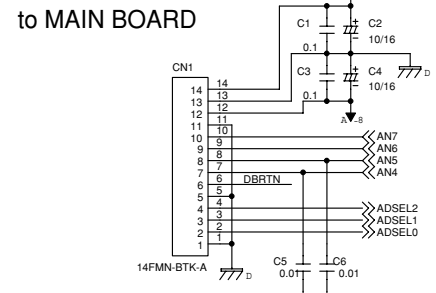 to MAIN BOARD
C1
C2
0.1
10/16
C3
C4
0.1
10/16
D
A -8
CN1
14 14
13 13
12 12
11 11
10 10
9 9
8 8
7 7
6 6
5 5
4 4
3 3
2 2
1 1
AN7
AN6
AN5
AN4
DBRTN
ADSEL2
ADSEL1
ADSEL0
14FMN-BTK-A
D
C5
0.01
C6
0.01